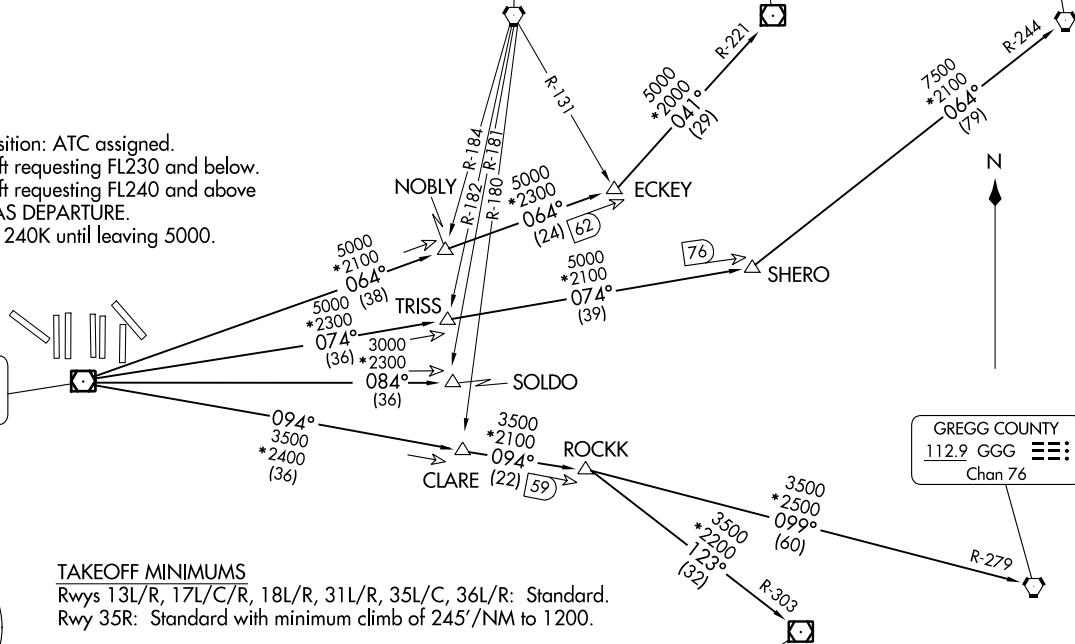 R-221
R-244
5000
*2000
041°
(29)
7500
*2100
064°
(79)
R-131
sition: ATC assigned.
ft requesting FL230 and below.
ft requesting FL240 and above
AS DEPARTURE.
240K until leaving 5000.
R-184
R-181
R-182
R-180
N
NOBLY
5000
*2300
064°
(24)
62
ECKEY
5000
*2100
064°
(38)
76
SHERO
5000
*2100
074°
(39)
TRISS
5000
*2300
074°
(36)
3000
*2300
084°
(36)
SOLDO
094°
3500
*2400
(36)
CLARE
3500
*2100
094°
(22)
59
ROCKK
GREGG COUNTY
112.9 GGG
Chan 76
3500
*2500
099°
(60)
R-279
3500
*2200
123°
(32)
R-303
TAKEOFF MINIMUMS
Rwys 13L/R, 17L/C/R, 18L/R, 31L/R, 35L/C, 36L/R: Standard.
Rwy 35R: Standard with minimum climb of 245'/NM to 1200.